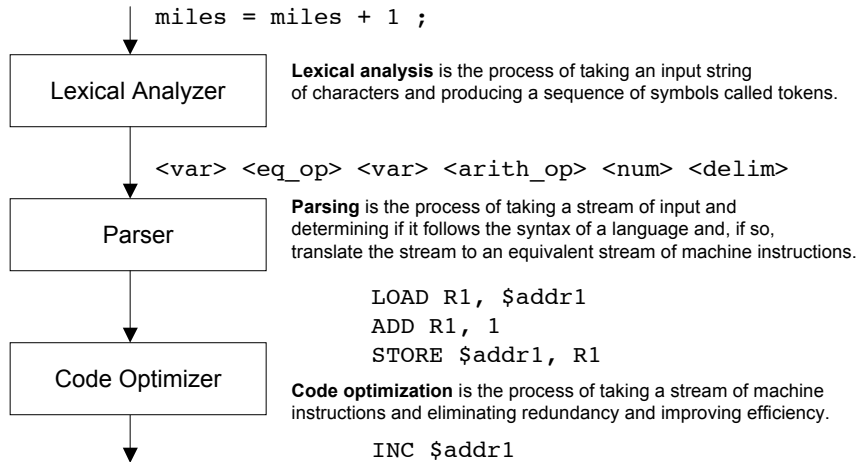 miles = miles + 1 ;
Lexical Analyzer
Lexical analysis is the process of taking an input string
of characters and producing a sequence of symbols called tokens.
<var> <eq_op> <var> <arith_op> <num> <delim>
Parser
Parsing is the process of taking a stream of input and
determining if it follows the syntax of a language and, if so,
translate the stream to an equivalent stream of machine instructions.
LOAD R1, $addr1
ADD R1, 1
STORE $addr1, R1
Code Optimizer
Code optimization is the process of taking a stream of machine
instructions and eliminating redundancy and improving efficiency.
INC $addr1